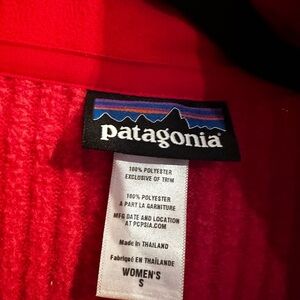 patagonia
100% POLYESTER
EXCLUSIVE OF TRIM
100% POLYESTER
A PART LA GARNITURE
MFG DATE AND LOCATION
AT PCPSIA.COM
Made in THAILAND
Fabriqué EN THAÏLANDE
WOMEN'S
S